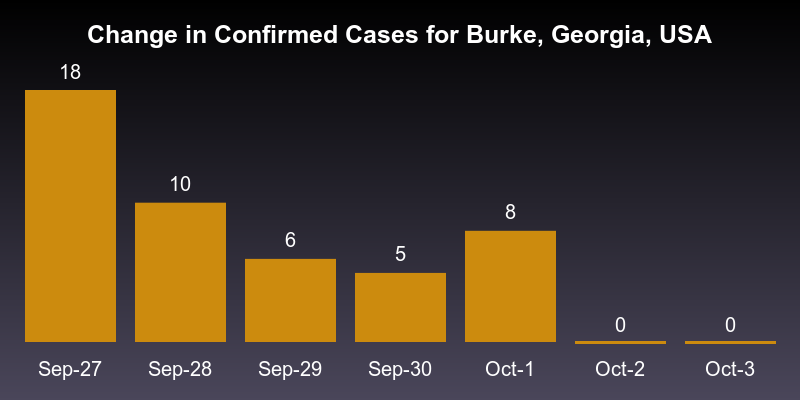 Change in Confirmed Cases for Burke, Georgia, USA
18
10
6
5
8
0
0
Sep-27
Sep-28
Sep-29
Sep-30
Oct-1
Oct-2
Oct-3